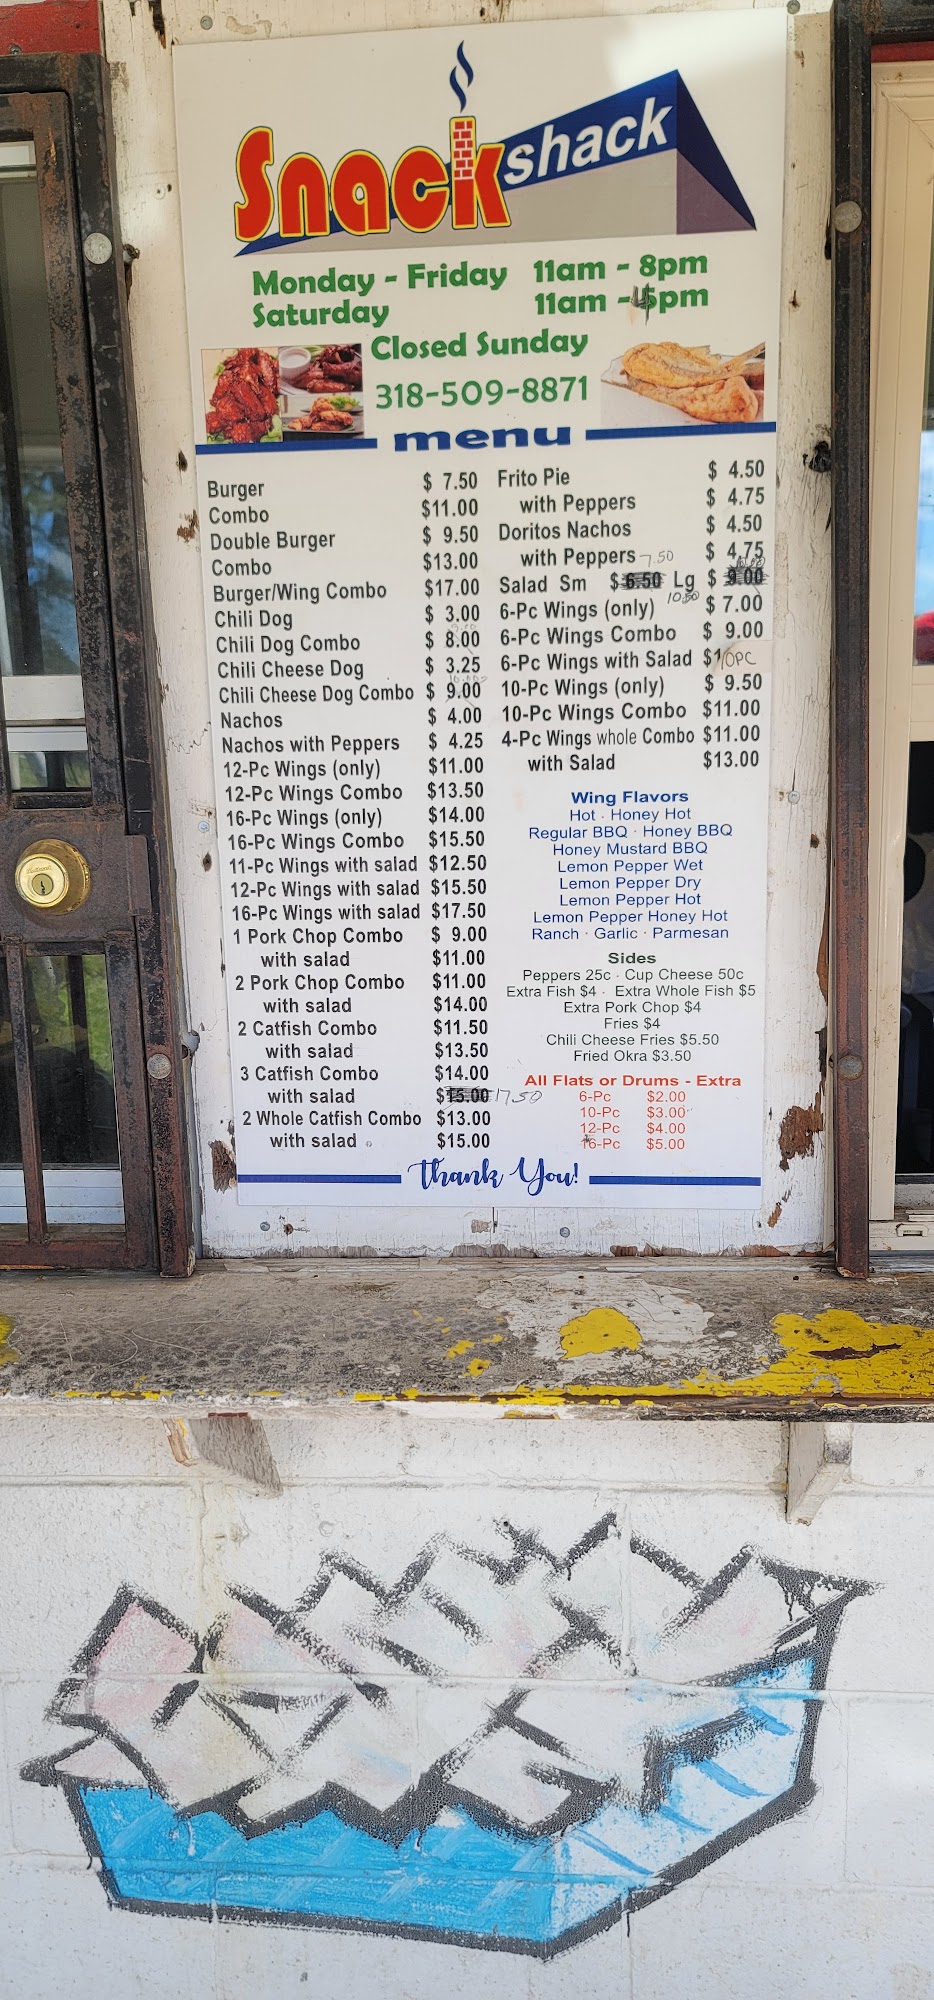 Snack shack
Monday - Friday 11am - 8pm
Saturday 11am - 4pm
Closed Sunday
318-509-8871
menu
Burger $ 7.50
Combo $11.00
Double Burger $ 9.50
Combo $13.00
Burger/Wing Combo $17.00
Chili Dog $ 3.00
Chili Dog Combo $ 8.00
Chili Cheese Dog $ 3.25
Chili Cheese Dog Combo $ 9.00
Nachos $ 4.00
Nachos with Peppers $ 4.25
12-Pc Wings (only) $11.00
12-Pc Wings Combo $13.50
16-Pc Wings (only) $14.00
16-Pc Wings Combo $15.50
11-Pc Wings with salad $12.50
12-Pc Wings with salad $15.50
16-Pc Wings with salad $17.50
1 Pork Chop Combo $ 9.00
with salad $11.00
2 Pork Chop Combo $11.00
with salad $14.00
2 Catfish Combo $11.50
with salad $13.50
3 Catfish Combo $14.00
with salad $15.00 17.50
2 Whole Catfish Combo $13.00
with salad $15.00
Frito Pie $ 4.50
with Peppers $ 4.75
Doritos Nachos $ 4.50
with Peppers $ 4.75
7.50
Salad Sm $6.50 Lg $ 9.00
10.50
6-Pc Wings (only) $ 7.00
6-Pc Wings Combo $ 9.00
6-Pc Wings with Salad $1 10PC
10-Pc Wings (only) $ 9.50
10-Pc Wings Combo $11.00
4-Pc Wings whole Combo $11.00
with Salad $13.00
Wing Flavors
Hot · Honey Hot
Regular BBQ · Honey BBQ
Honey Mustard BBQ
Lemon Pepper Wet
Lemon Pepper Dry
Lemon Pepper Hot
Lemon Pepper Honey Hot
Ranch · Garlic · Parmesan
Sides
Peppers 25c · Cup Cheese 50c
Extra Fish $4 · Extra Whole Fish $5
Extra Pork Chop $4
Fries $4
Chili Cheese Fries $5.50
Fried Okra $3.50
All Flats or Drums - Extra
6-Pc $2.00
10-Pc $3.00
12-Pc $4.00
16-Pc $5.00
Thank You!